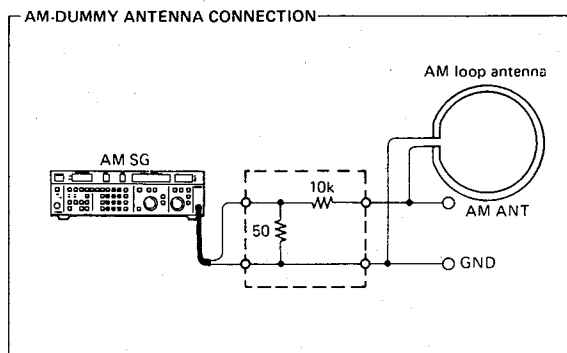 AM-DUMMY ANTENNA CONNECTION
AM loop antenna
AM SG
10k
50
AM ANT
GND